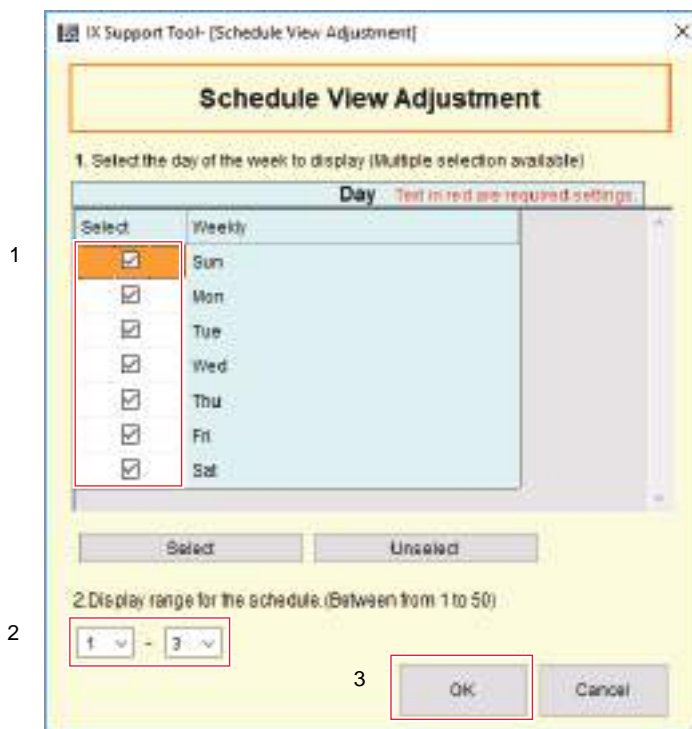 IX Support Tool- [Schedule View Adjustment]
Schedule View Adjustment
1. Select the day of the week to display (Multiple selection available)
Day Text in red are required settings.
Select Weekly
1
Sun
Mon
Tue
Wed
Thu
Fri
Sat
Select Unselect
2.Display range for the schedule.(Between from 1 to 50)
2
1 - 3
3
OK Cancel